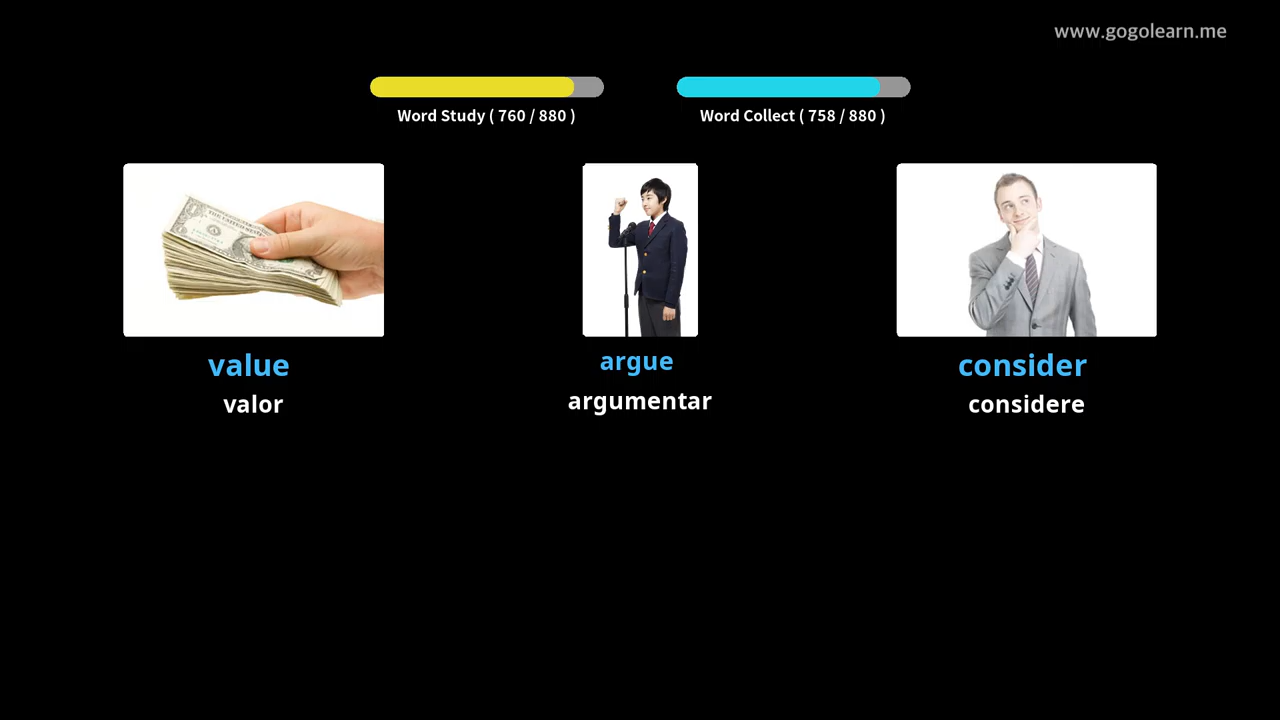 www.gogolearn.me
Word Study ( 760 / 880 )
Word Collect ( 758 / 880 )
value
argue
consider
valor
argumentar
considere